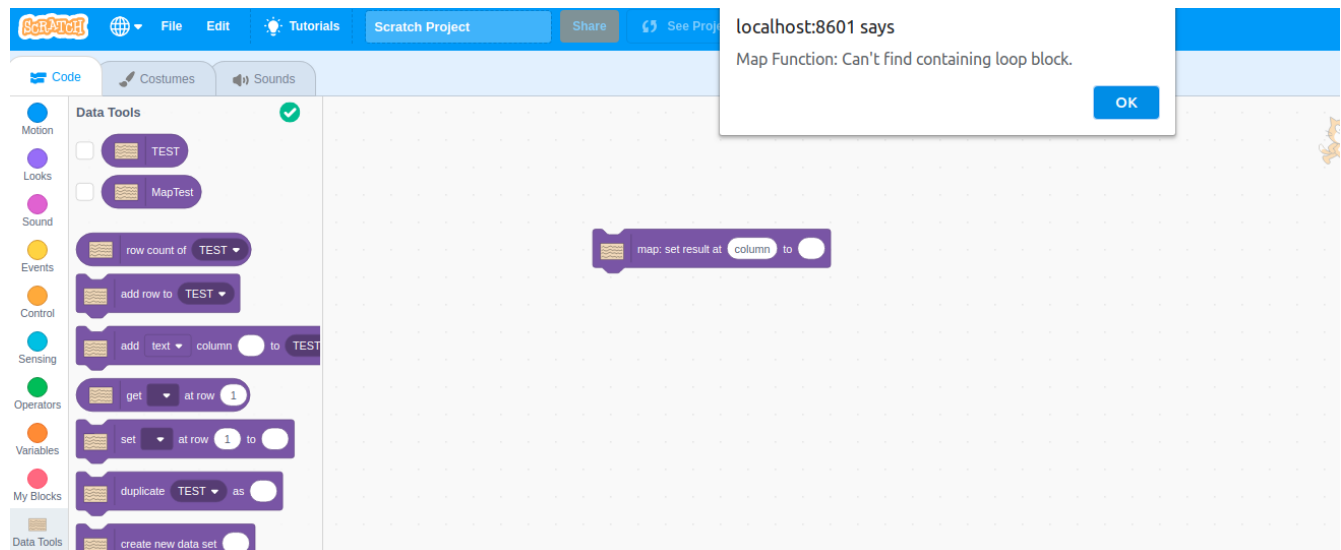 SCRATCH File Edit Tutorials Scratch Project Share See
localhost:8601 says
Map Function: Can't find containing loop block.
OK
Code Costumes Sounds
Motion
Looks
Sound
Events
Control
Sensing
Operators
Variables
My Blocks
Data Tools
Data Tools
TEST
MapTest
row count of TEST
add row to TEST
add text column to TEST
get at row 1
set at row 1 to
duplicate TEST as
create new data set
map: set result at column to